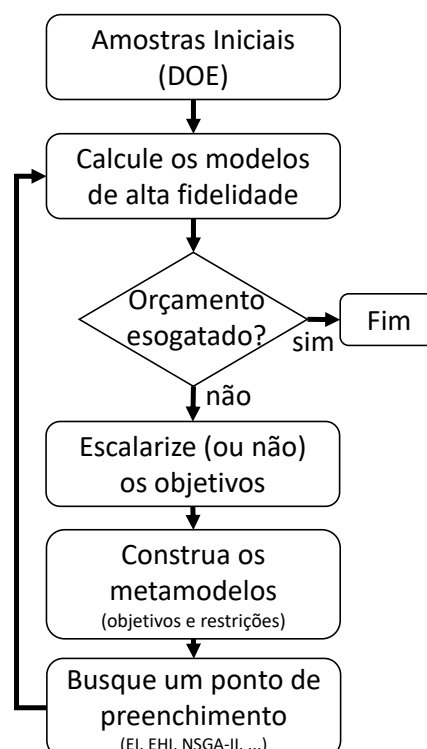 Amostras Iniciais
(DOE)
Calcule os modelos
de alta fidelidade
Orçamento
esogatado?
sim
Fim
não
Escalarize (ou não)
os objetivos
Construa os
metamodelos
(objetivos e restrições)
Busque um ponto de
preenchimento
(EI, EHI, NSGA-II, ...)